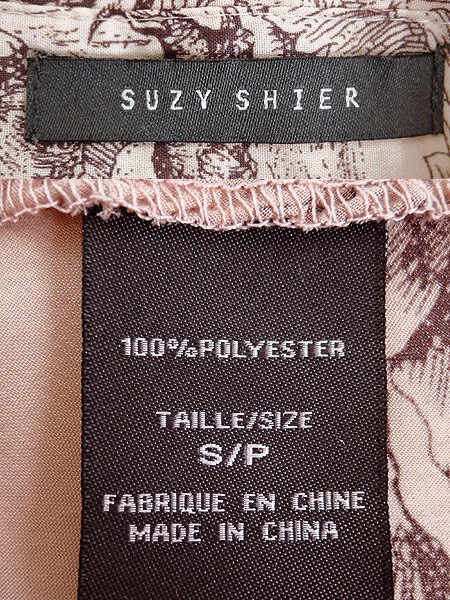 SUZY SHIER
100%POLYESTER
TAILLE/SIZE
S/P
FABRIQUE EN CHINE
MADE IN CHINA